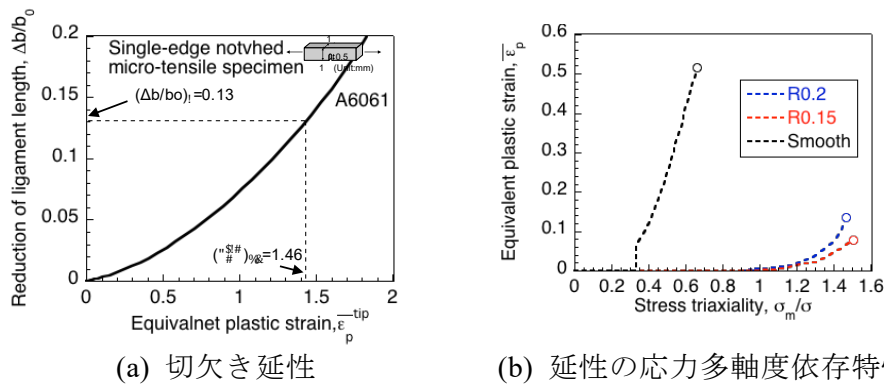 Single-edge notvhed
micro-tensile specimen
1
R0.5
1 (Unit:mm)
A6061
(Δb/bo)ᵢ=0.13
=1.46
Reduction of ligament length, Δb/b₀
0.2
0.15
0.1
0.05
0
0 0.5 1 1.5 2
Equivalnet plastic strain, ε̅ₚᵗⁱᵖ
(a) 切欠き延性
Equivalent plastic strain, ε̅ₚ
0.6
0.5
0.4
0.3
0.2
0.1
0
R0.2
R0.15
Smooth
0 0.2 0.4 0.6 0.8 1 1.2 1.4 1.6
Stress triaxiality, σₘ/σ
(b) 延性の応力多軸度依存特